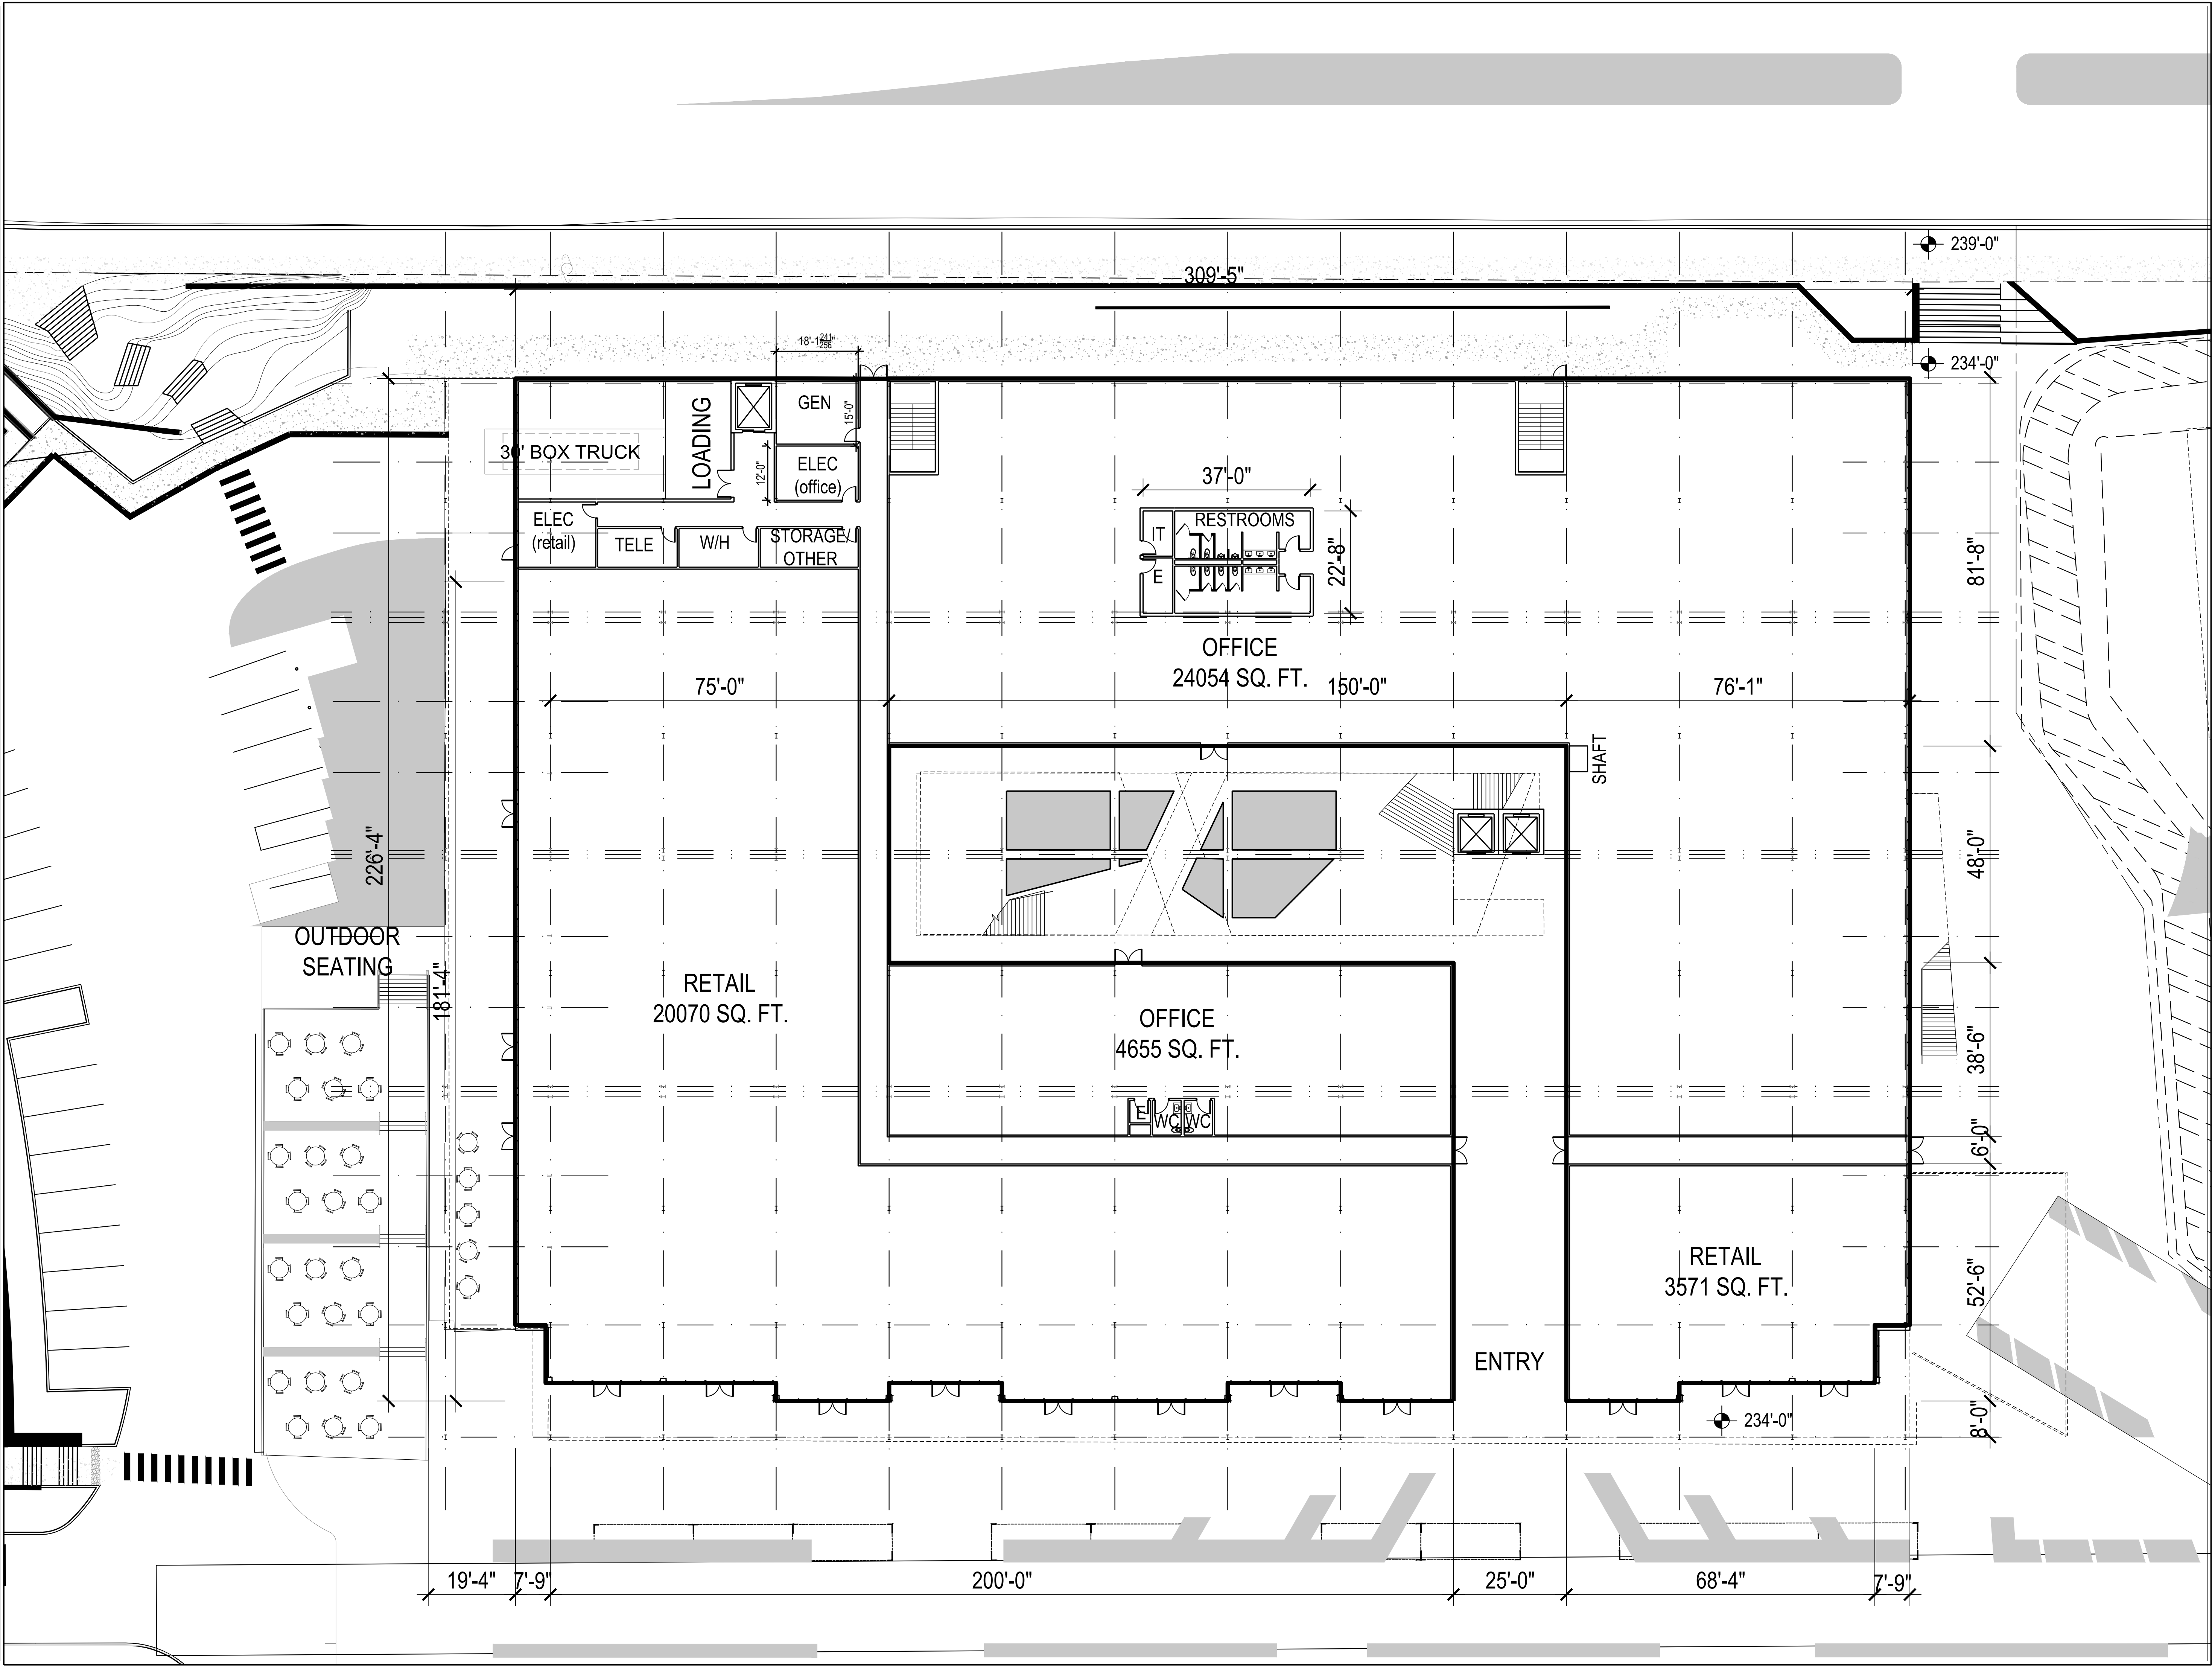 239'-0"
309'-5"
18'-1 241/256"
234'-0"
GEN
15'-0"
LOADING
30' BOX TRUCK
ELEC
(office)
12'-0"
37'-0"
ELEC
(retail)
TELE
W/H
STORAGE/
OTHER
IT
RESTROOMS
E
22'-8"
81'-8"
OFFICE
24054 SQ. FT.
75'-0"
150'-0"
76'-1"
SHAFT
226'-4"
48'-0"
OUTDOOR
SEATING
181'-4"
RETAIL
20070 SQ. FT.
OFFICE
4655 SQ. FT.
38'-6"
E
WC
WC
6'-0"
RETAIL
3571 SQ. FT.
52'-6"
ENTRY
234'-0"
8'-0"
19'-4"
7'-9"
200'-0"
25'-0"
68'-4"
7'-9"